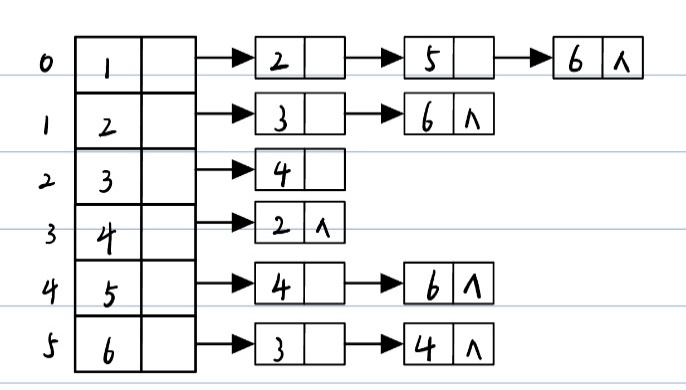 0 1 2 5 6 ∧
1 2 3 6 ∧
2 3 4
3 4 2 ∧
4 5 4 6 ∧
5 6 3 4 ∧